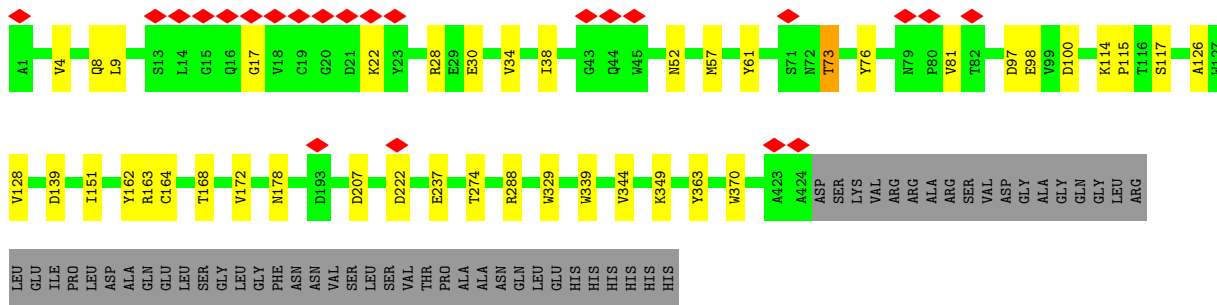 A1 V4 Q8 L9 S13 L14 G15 Q16 G17 V18 C19 G20 D21 K22 Y23 R28 E29 E30 V34 I38 G43 Q44 W45 N52 M57 Y61 S71 N72 T73 Y76 N79 P80 V81 T82 D97 E98 V99 D100 K114 P115 T116 S117 A126 W127
V128 D139 I151 Y162 R163 C164 T168 V172 N178 D193 D207 D222 E237 T274 R288 W329 W339 V344 K349 Y363 W370 A423 A424 ASP SER LYS VAL ARG ARG ALA ARG SER VAL ASP GLY ALA GLY GLN GLY LEU ARG
LEU GLU ILE PRO LEU ASP ALA GLN GLU LEU SER GLY LEU GLY PHE ASN ASN VAL SER LEU SER VAL THR PRO ALA ALA ASN GLN LEU GLU HIS HIS HIS HIS HIS HIS